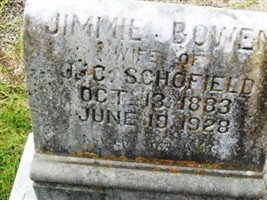 JIMMIE BOWEN
WIFE OF
J. C. SCHOFIELD
OCT. 13, 1883
JUNE 19, 1928